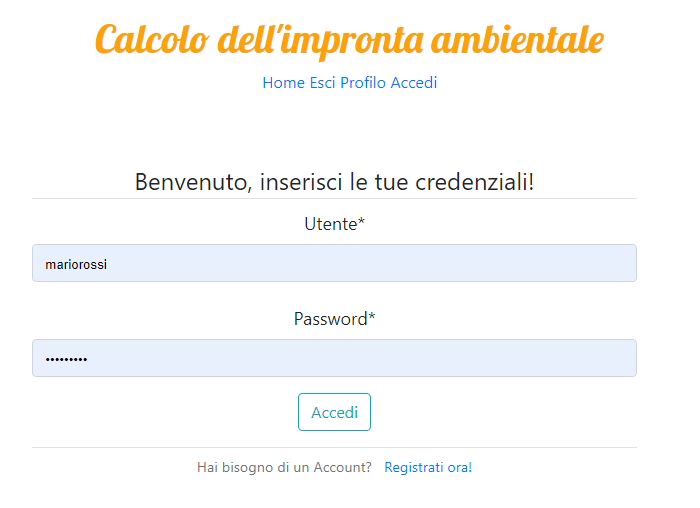 Calcolo dell'impronta ambientale
Home Esci Profilo Accedi
Benvenuto, inserisci le tue credenziali!
Utente*
mariorossi
Password*
•••••••••
Accedi
Hai bisogno di un Account? Registrati ora!